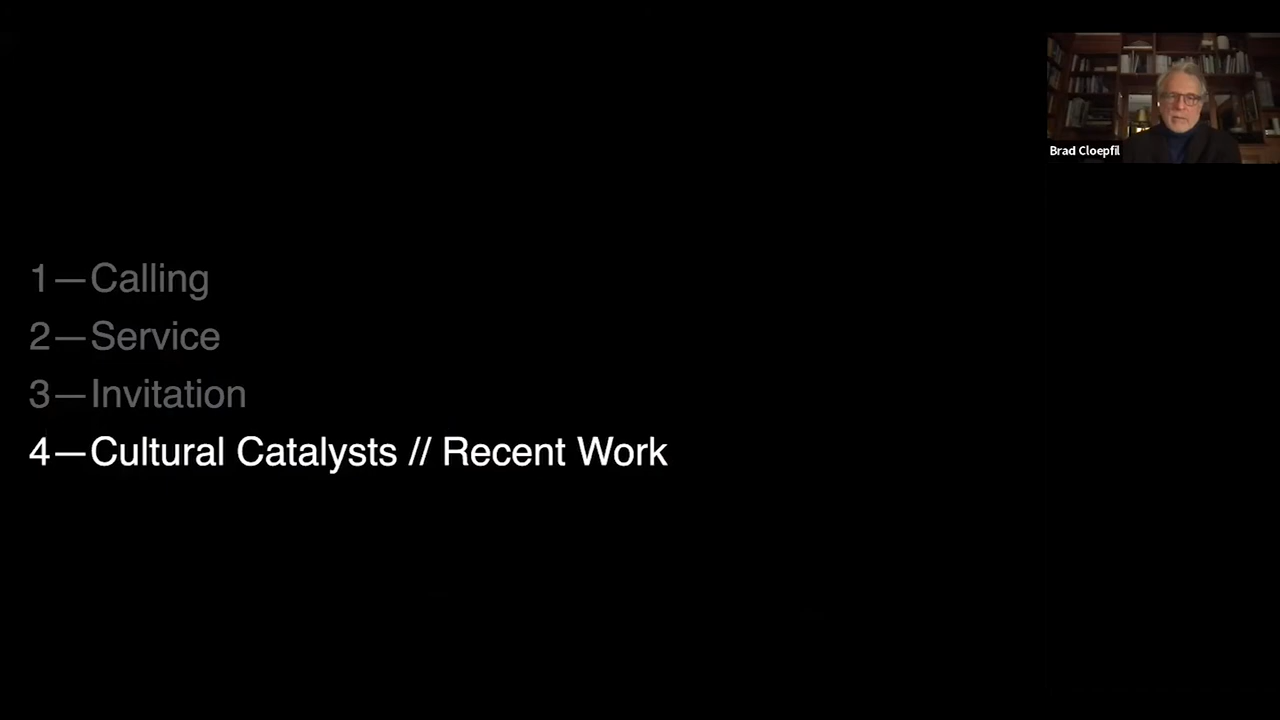 Brad Cloepfil
1—Calling
2—Service
3—Invitation
4—Cultural Catalysts // Recent Work